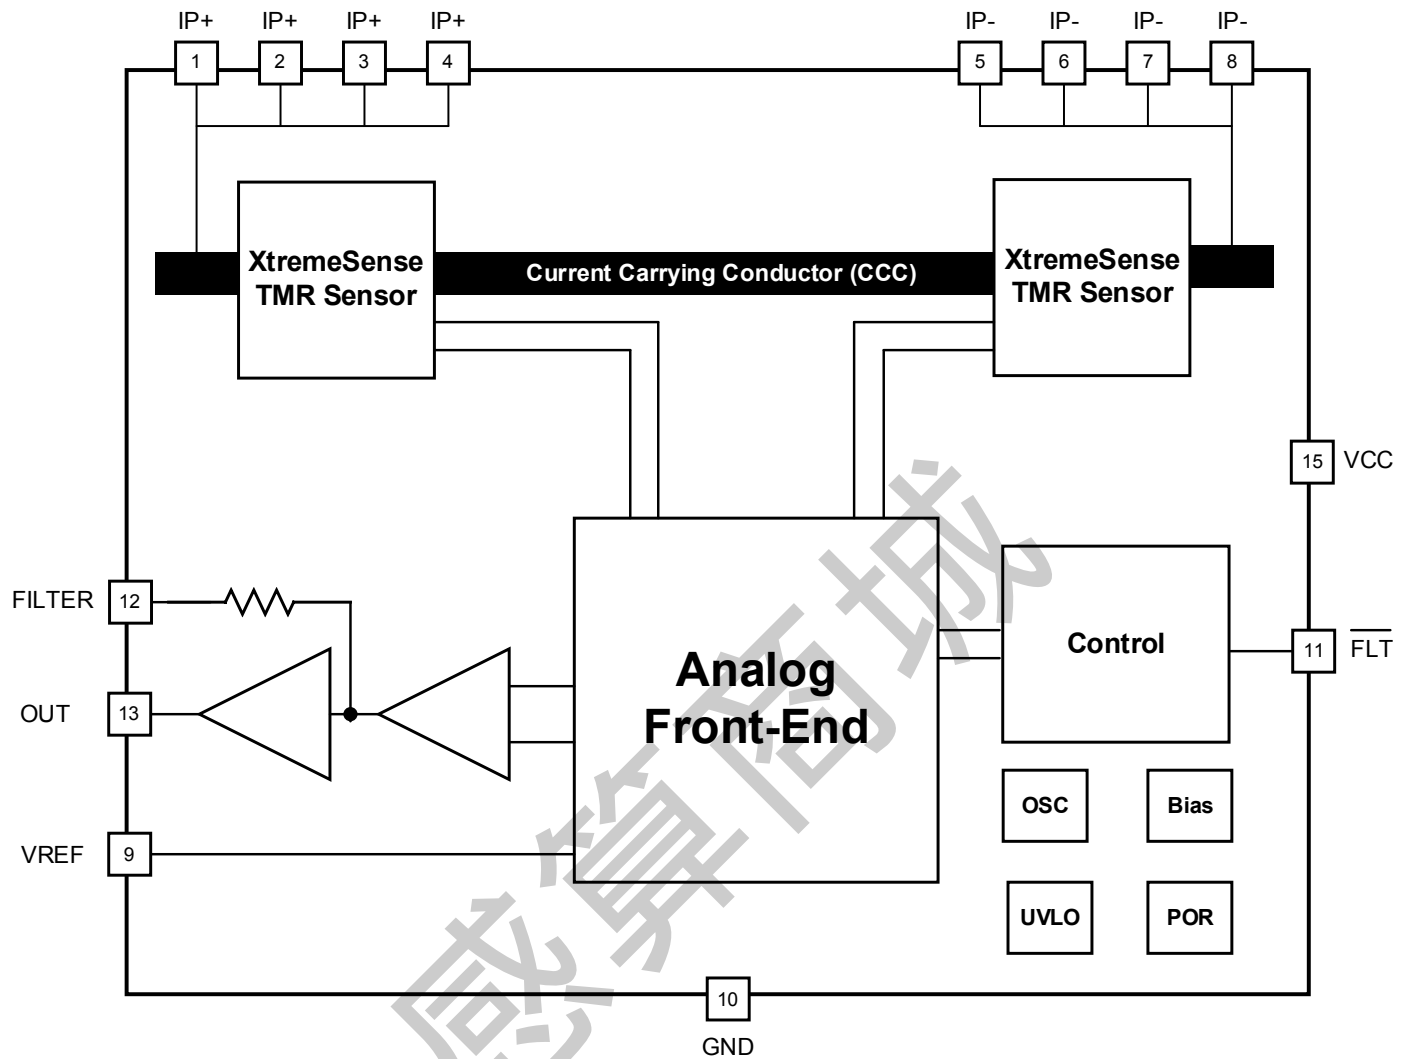 IP+ IP+ IP+ IP+ IP- IP- IP- IP-
1 2 3 4 5 6 7 8
XtremeSense
TMR Sensor
Current Carrying Conductor (CCC)
XtremeSense
TMR Sensor
15 VCC
FILTER 12
Control
11 FLT
Analog
Front-End
OUT 13
OSC Bias
VREF 9
UVLO POR
10
GND
感算商城